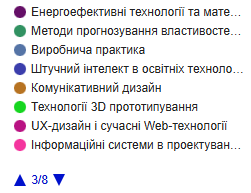 Енергоефективні технології та мате...
Методи прогнозування властивосте...
Виробнича практика
Штучний інтелект в освітніх техноло...
Комунікативний дизайн
Технології 3D прототипування
UX-дизайн і сучасні Web-технології
Інформаційні системи в проектуван...
▲ 3/8 ▼